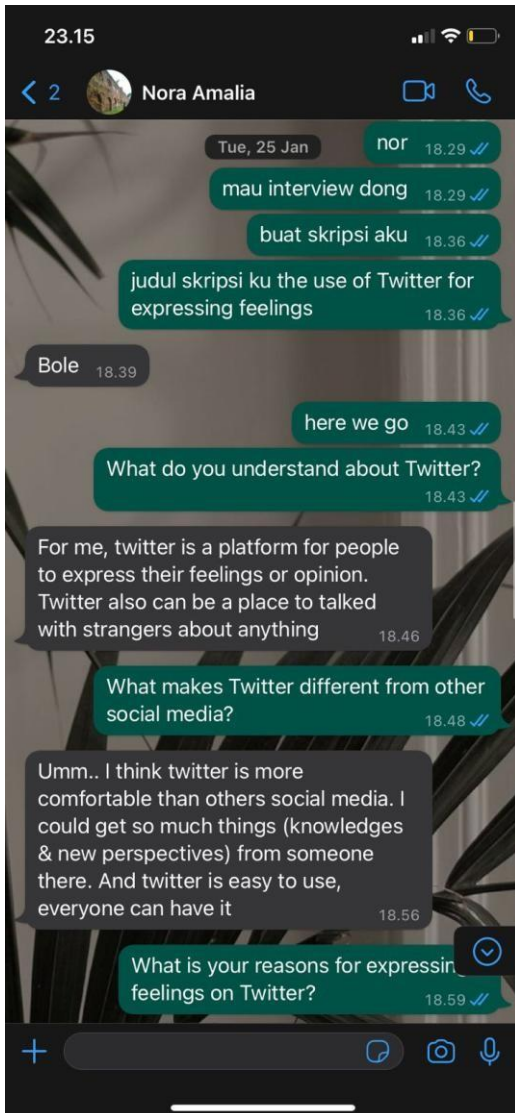 23.15
2 Nora Amalia
Tue, 25 Jan
nor 18.29
mau interview dong 18.29
buat skripsi aku 18.36
judul skripsi ku the use of Twitter for
expressing feelings 18.36
Bole 18.39
here we go 18.43
What do you understand about Twitter?
18.43
For me, twitter is a platform for people
to express their feelings or opinion.
Twitter also can be a place to talked
with strangers about anything 18.46
What makes Twitter different from other
social media? 18.48
Umm.. I think twitter is more
comfortable than others social media. I
could get so much things (knowledges
& new perspectives) from someone
there. And twitter is easy to use,
everyone can have it 18.56
What is your reasons for expressin
feelings on Twitter? 18.59